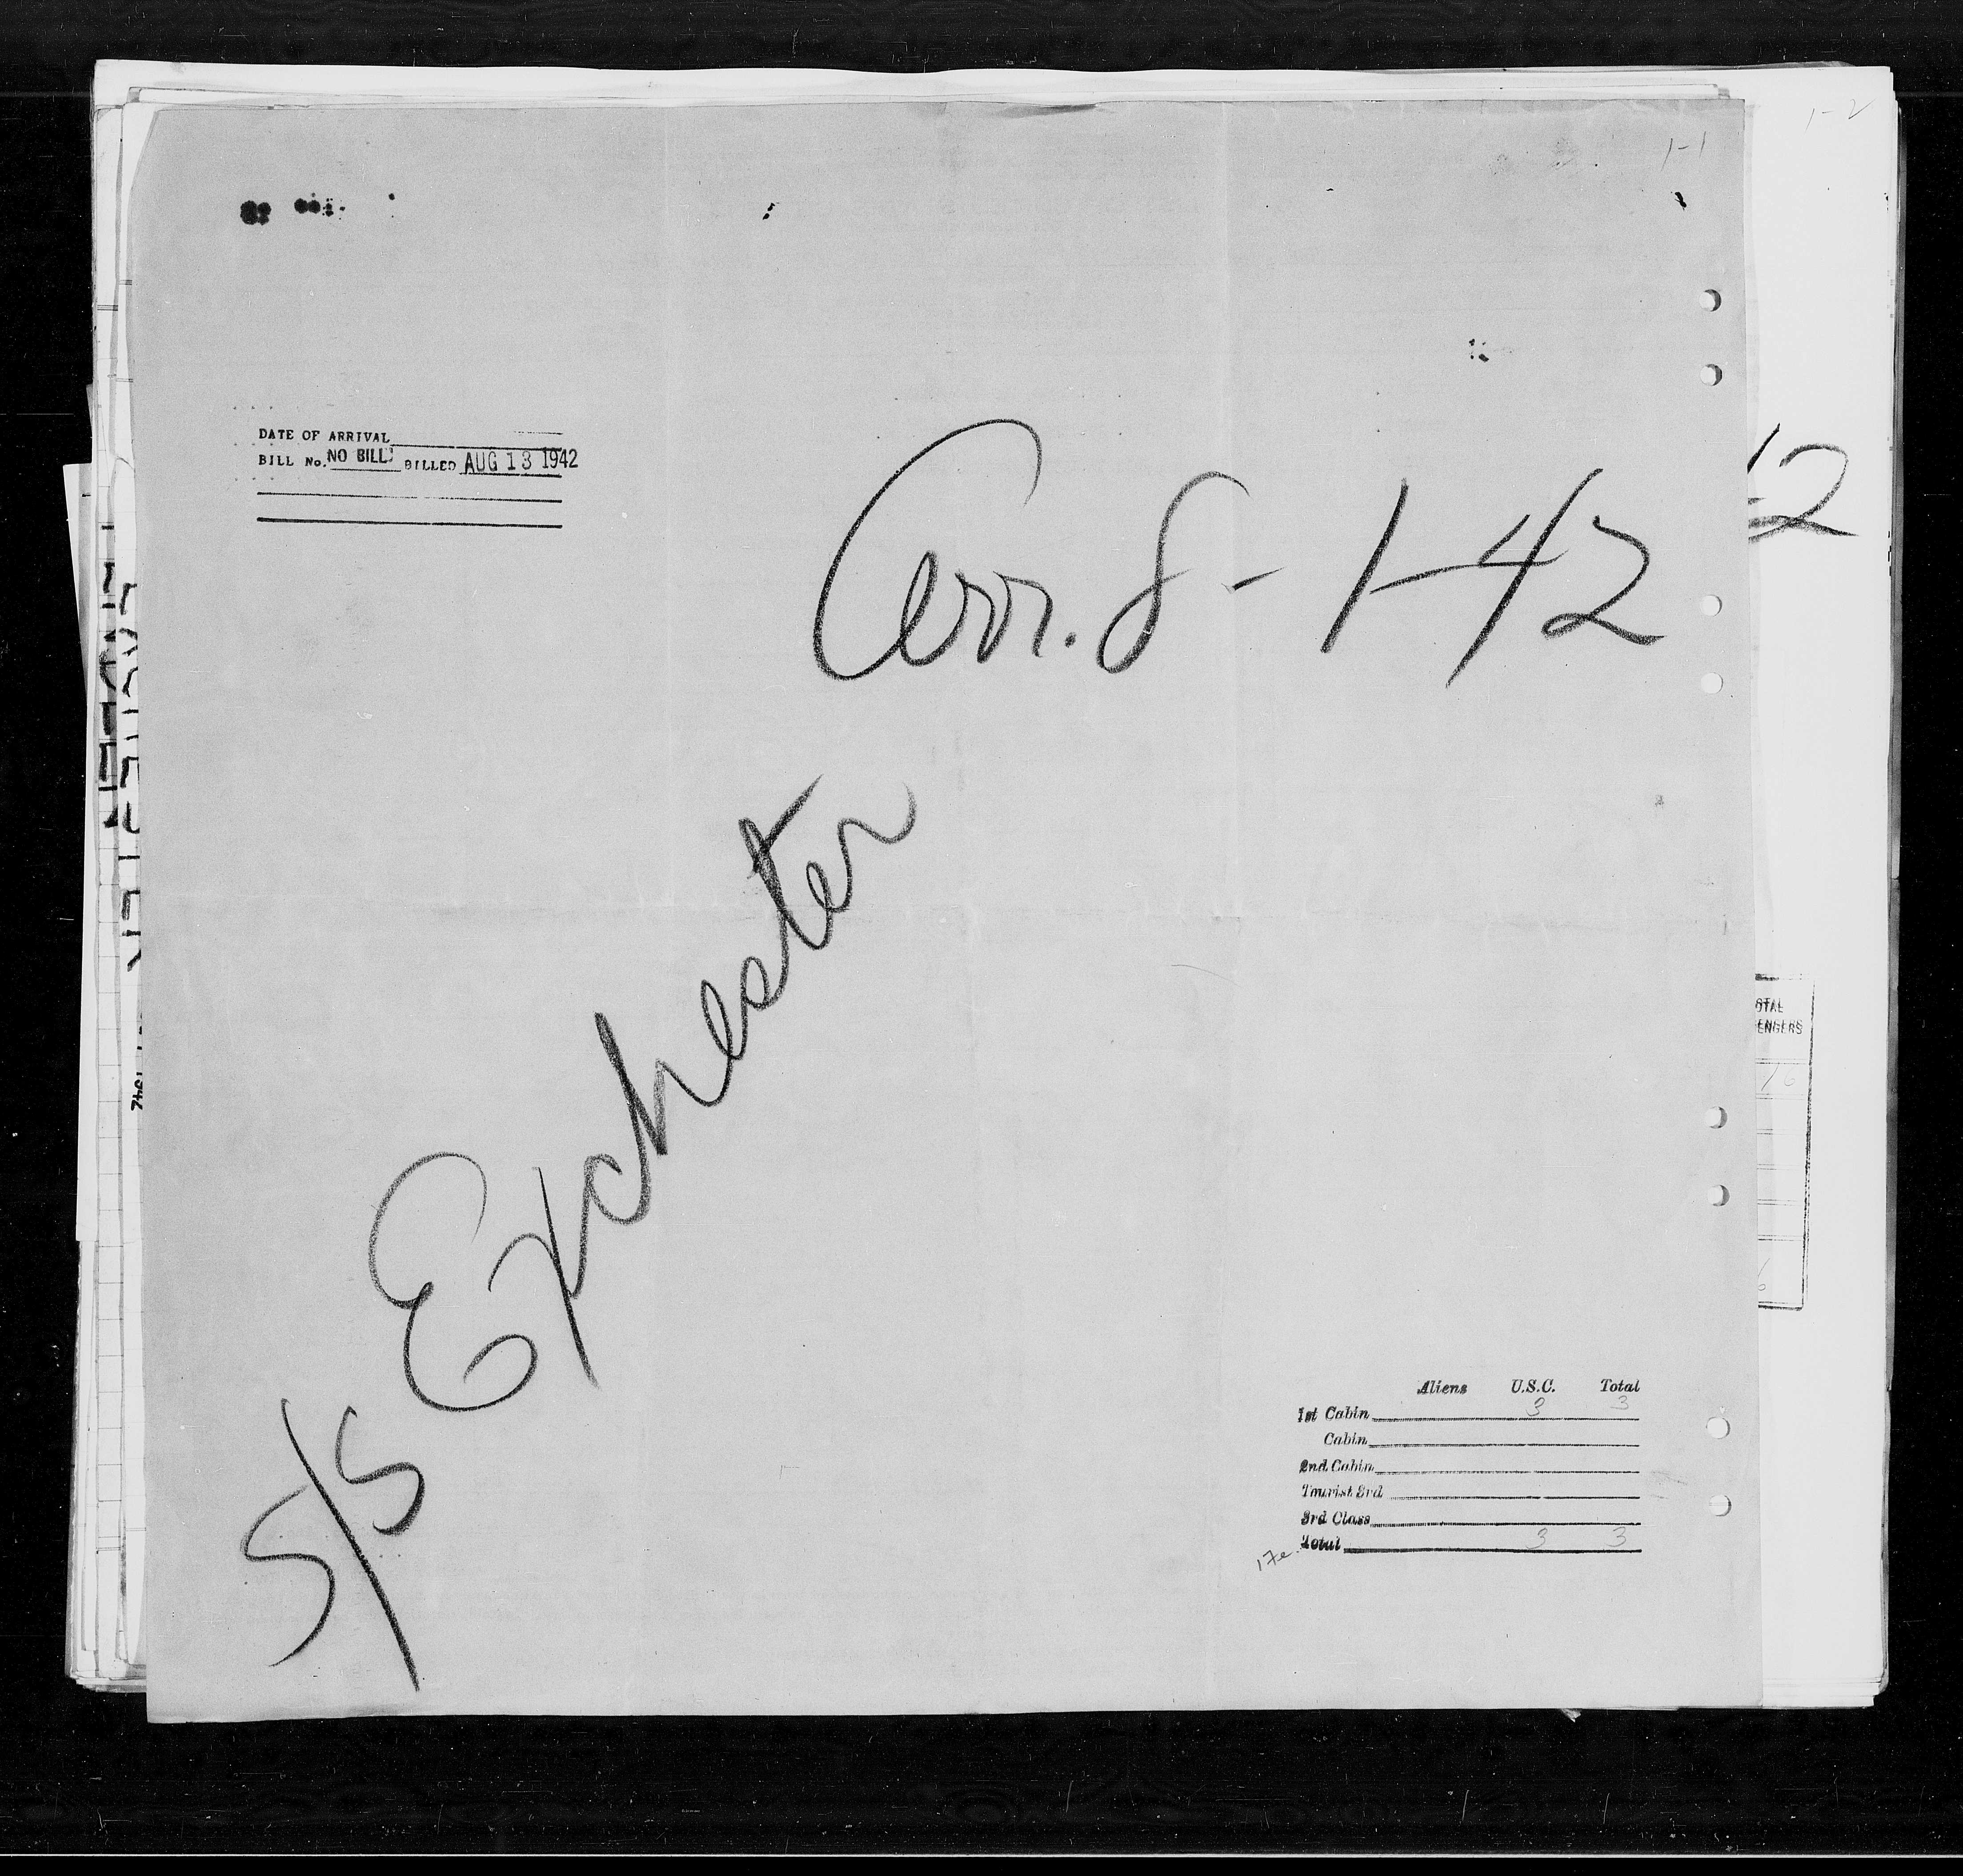 1-2
1-1
DATE OF ARRIVAL
BILL No. NO BILL BILLED AUG 13 1942
Arr. 8-1-42
S/S Exchester
Aliens U.S.C. Total
1st Cabin 3 3
Cabin
2nd Cabin
Tourist 3rd
3rd Class
Total 3 3
17e.